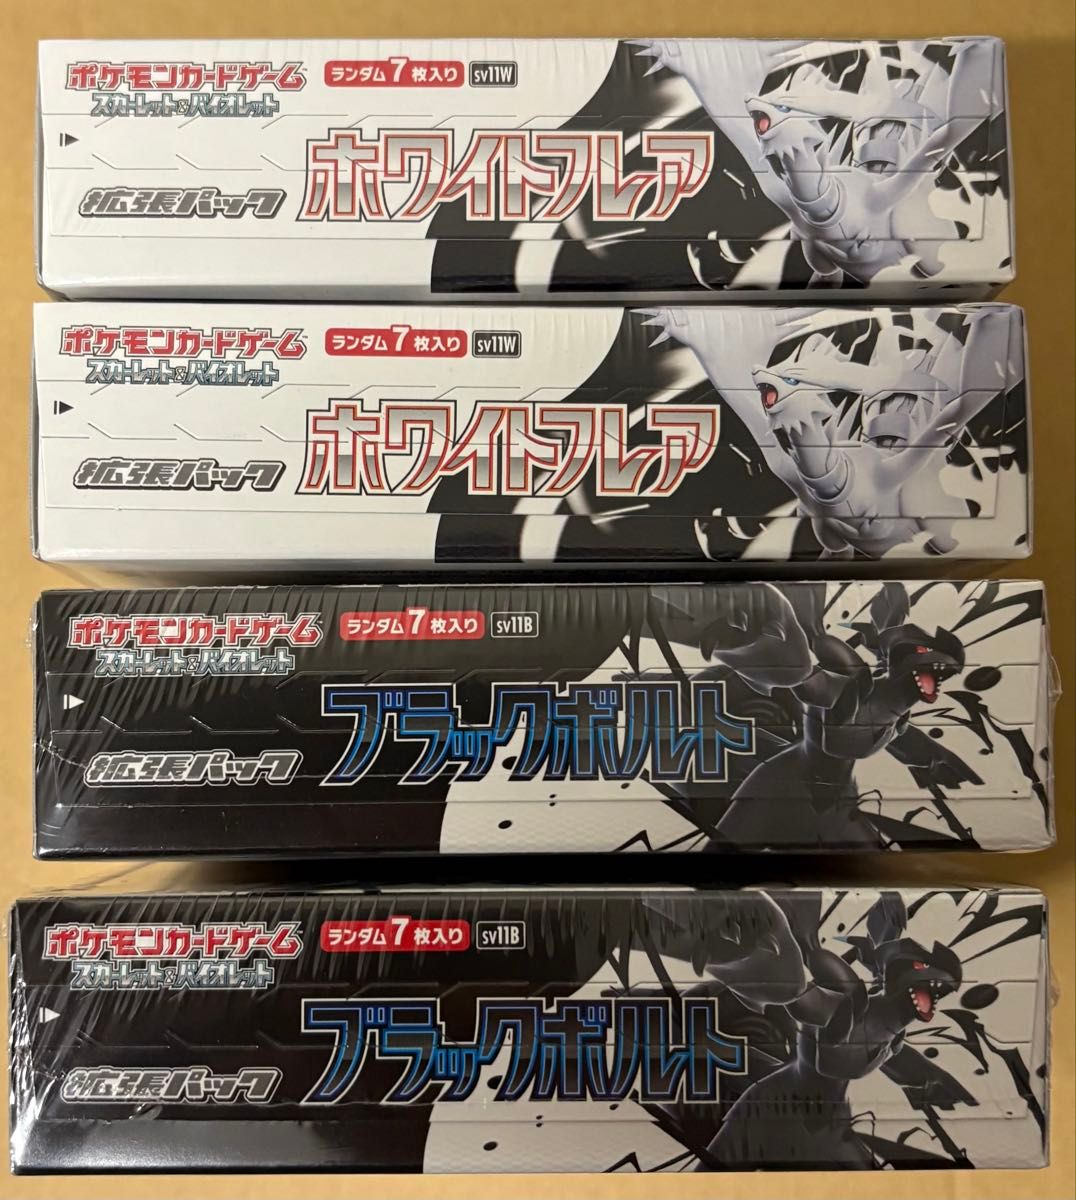 ポケモンカードゲーム™ ランダム7枚入り sv11W
スカーレット&バイオレット
拡張パック ホワイトフレア
ポケモンカードゲーム™ ランダム7枚入り sv11W
スカーレット&バイオレット
拡張パック ホワイトフレア
ポケモンカードゲーム™ ランダム7枚入り sv11B
スカーレット&バイオレット
拡張パック ブラックボルト
ポケモンカードゲーム™ ランダム7枚入り sv11B
スカーレット&バイオレット
拡張パック ブラックボルト